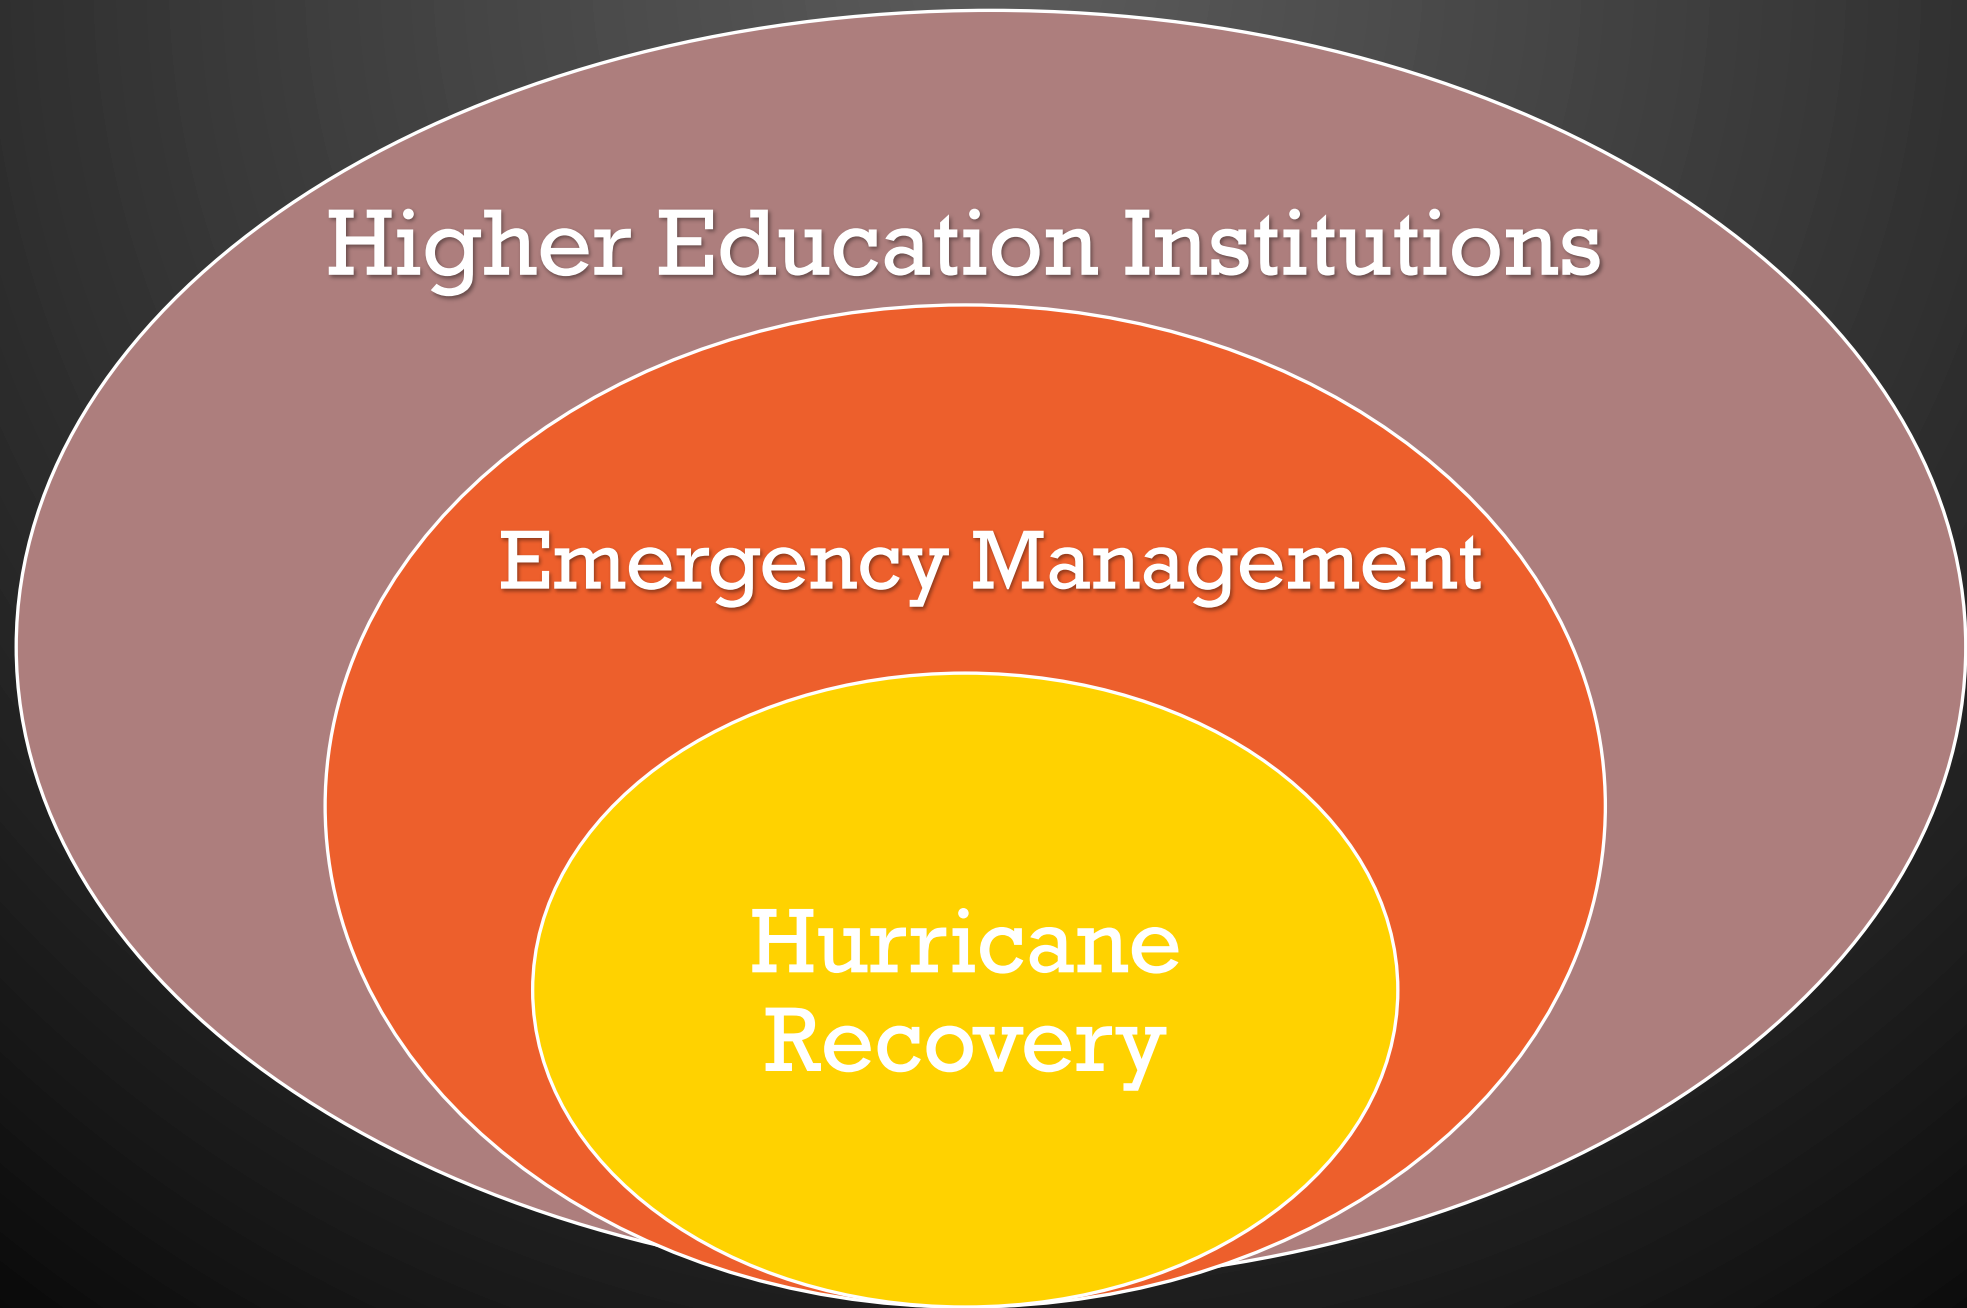 Higher Education Institutions
Emergency Management
Hurricane
Recovery